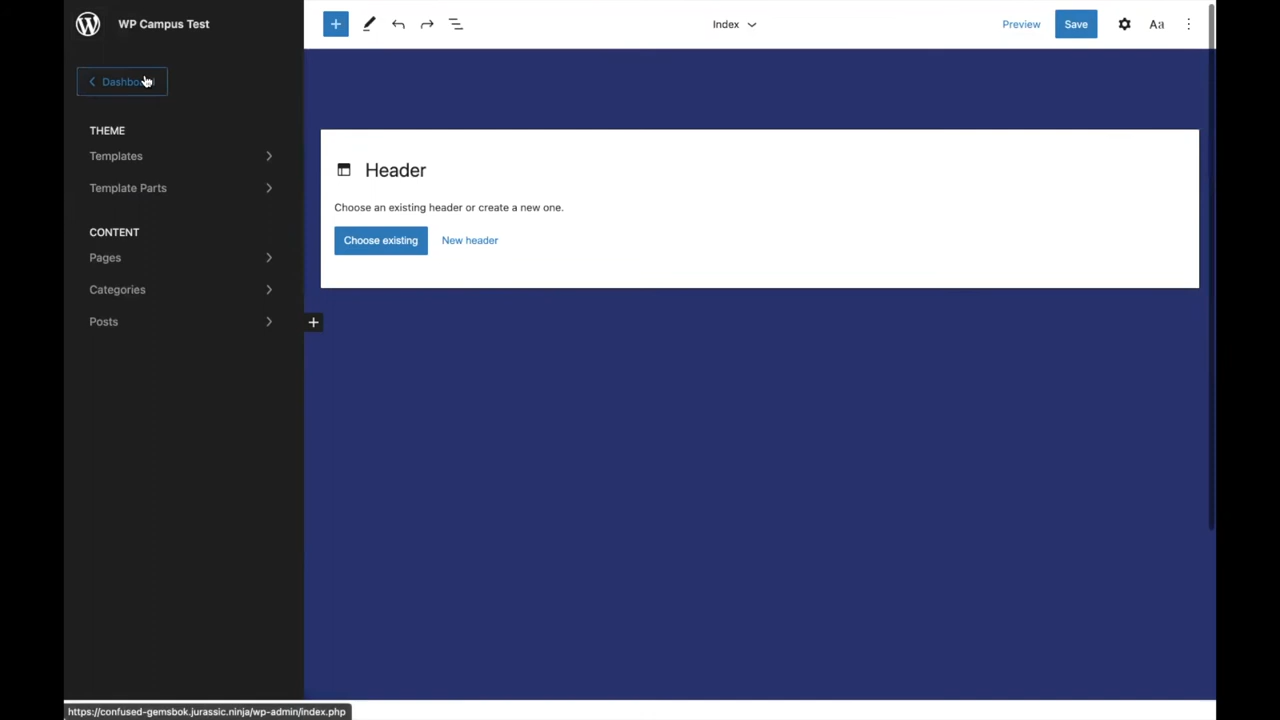 WP Campus Test
Index
Preview
Save
Aa
Dashboard
THEME
Templates
Template Parts
CONTENT
Pages
Categories
Posts
Header
Choose an existing header or create a new one.
Choose existing
New header
https://confused-gemsbok.jurassic.ninja/wp-admin/index.php